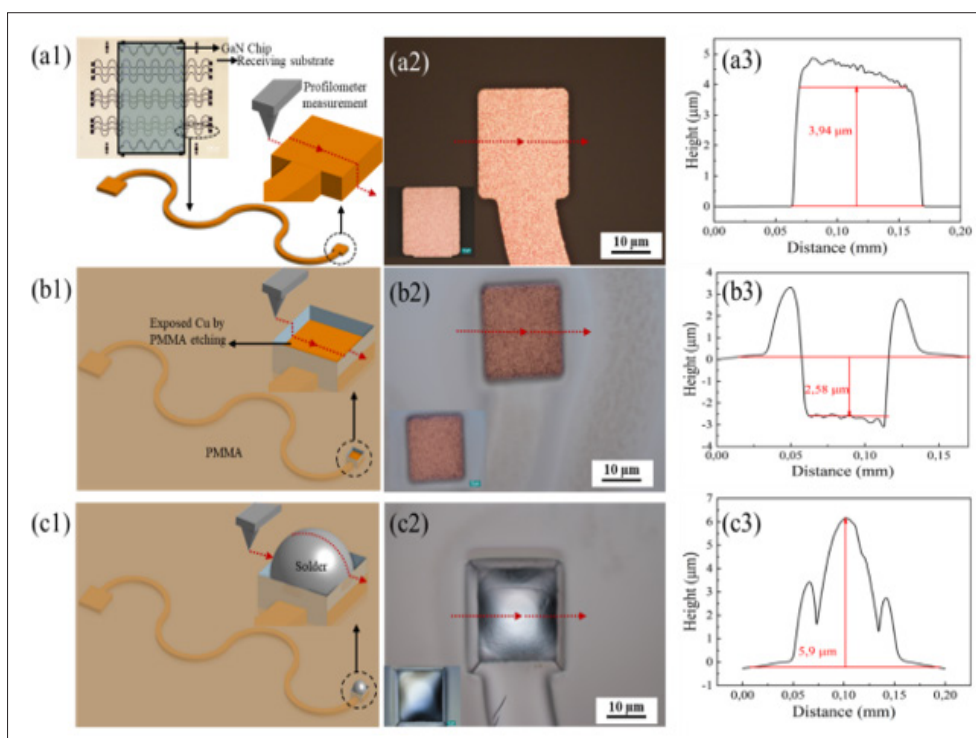 (a1)
GaN Chip
Receiving substrate
Profilometer
measurement
(a2)
10 µm
(a3)
Height (µm)
5
4
3
2
1
0
3,94 µm
0,00 0,05 0,10 0,15 0,20
Distance (mm)
(b1)
Exposed Cu by
PMMA etching
PMMA
(b2)
10 µm
(b3)
Height (µm)
4
3
2
1
0
-1
-2
-3
-4
2,58 µm
0,00 0,05 0,10 0,15
Distance (mm)
(c1)
Solder
(c2)
10 µm
(c3)
Height (µm)
7
6
5
4
3
2
1
0
-1
5,9 µm
0,00 0,05 0,10 0,15 0,20
Distance (mm)